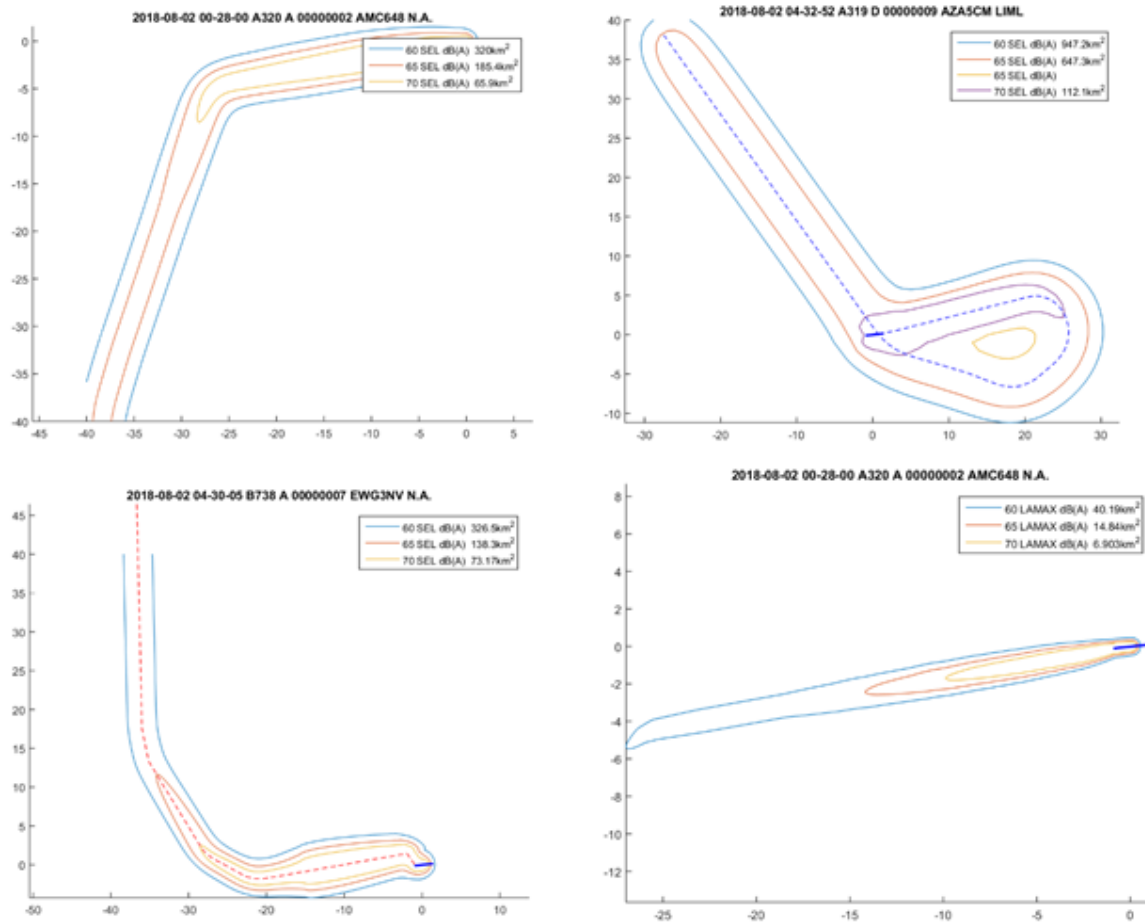 2018-08-02 00-28-00 A320 A 00000002 AMC648 N.A.
60 SEL dB(A) 320km²
65 SEL dB(A) 185.4km²
70 SEL dB(A) 65.9km²
0
-5
-10
-15
-20
-25
-30
-35
-40
-45 -40 -35 -30 -25 -20 -15 -10 -5 0 5
2018-08-02 04-32-52 A319 D 00000009 AZA5CM LIML
60 SEL dB(A) 947.2km²
65 SEL dB(A) 647.3km²
65 SEL dB(A)
70 SEL dB(A) 112.1km²
40
35
30
25
20
15
10
5
0
-5
-10
-30 -20 -10 0 10 20 30
2018-08-02 04-30-05 B738 A 00000007 EWG3NV N.A.
60 SEL dB(A) 326.5km²
65 SEL dB(A) 138.3km²
70 SEL dB(A) 73.17km²
45
40
35
30
25
20
15
10
5
0
-50 -40 -30 -20 -10 0
2018-08-02 00-28-00 A320 A 00000002 AMC648 N.A.
60 LAMAX dB(A) 40.19km²
65 LAMAX dB(A) 14.84km²
70 LAMAX dB(A) 6.903km²
8
6
4
2
0
-2
-4
-6
-8
-10
-12
-25 -20 -15 -10 -5 0